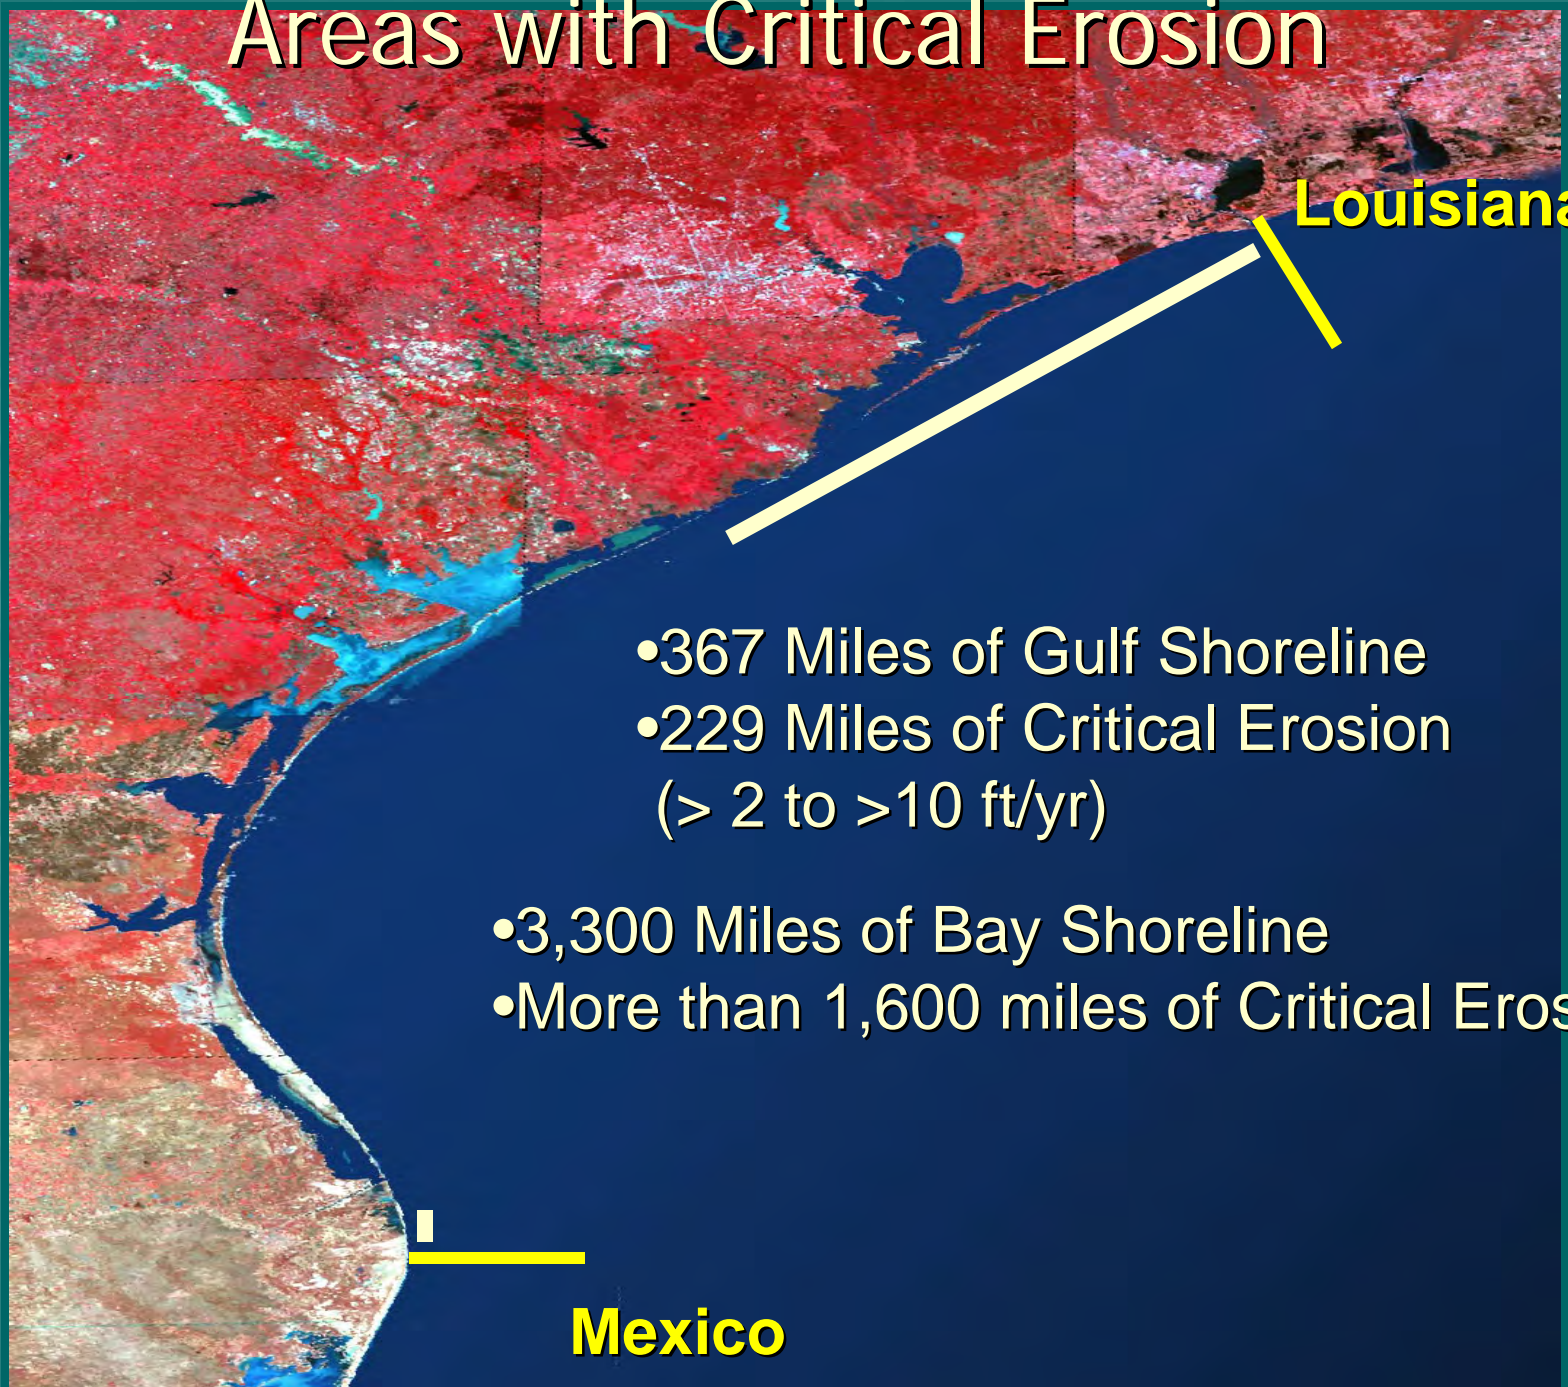 Areas with Critical Erosion
Louisiana
•367 Miles of Gulf Shoreline
•229 Miles of Critical Erosion
(> 2 to >10 ft/yr)
•3,300 Miles of Bay Shoreline
•More than 1,600 miles of Critical Eros
Mexico